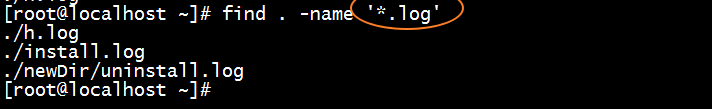 [root@localhost ~]# find . -name '*.log'
./h.log
./install.log
./newDir/uninstall.log
[root@localhost ~]#